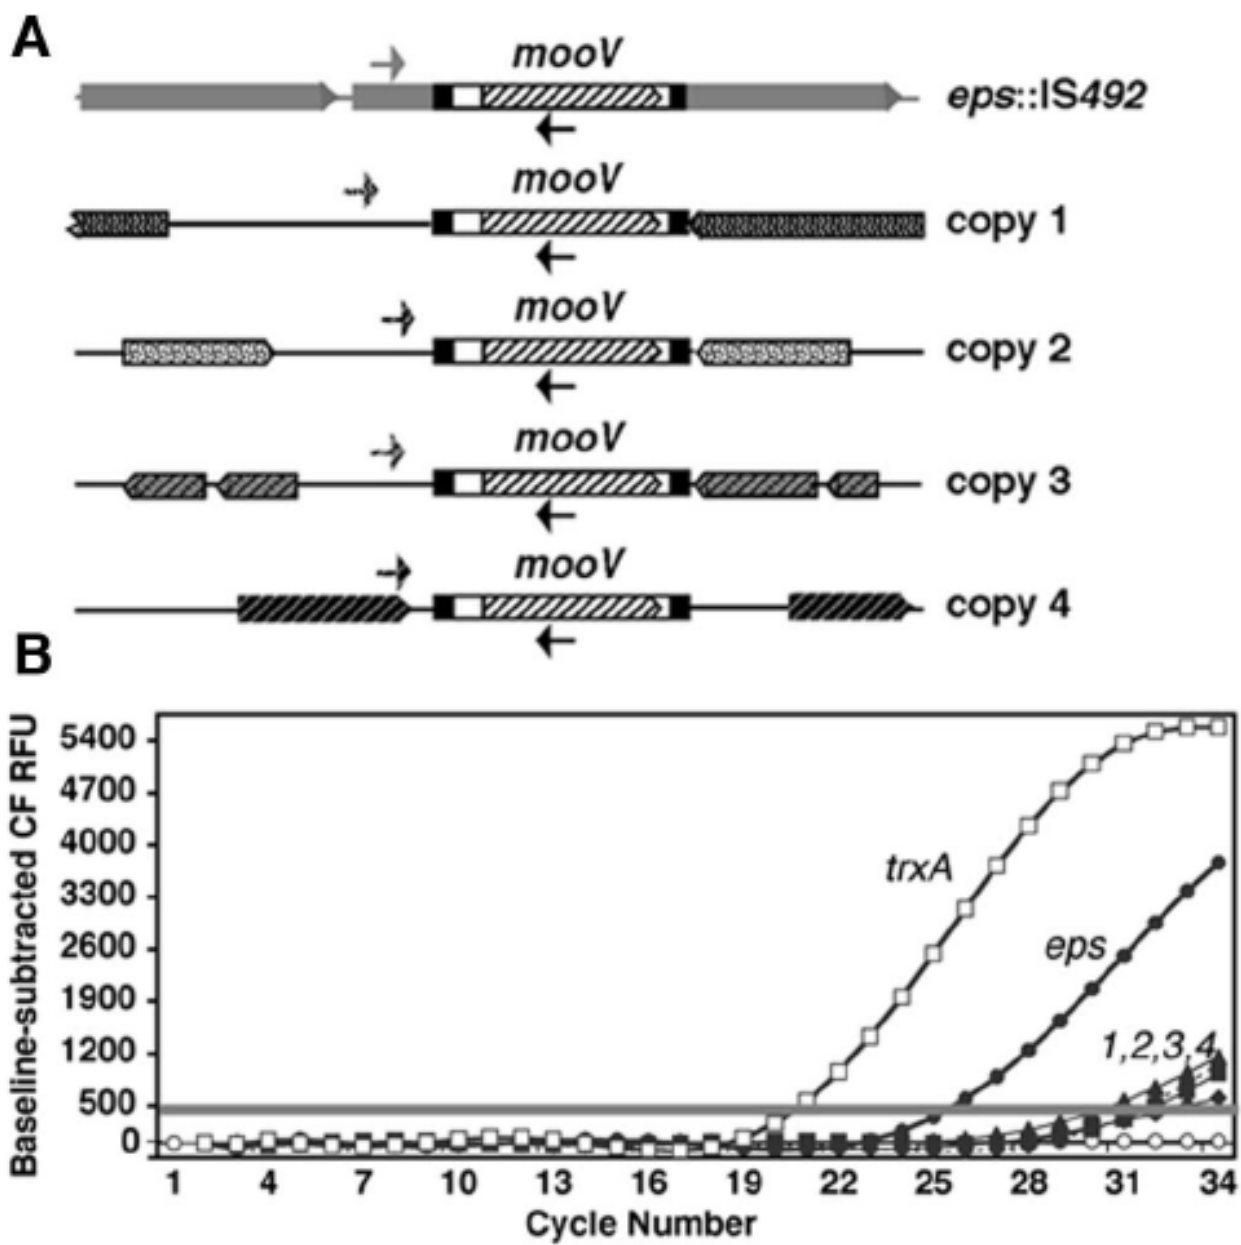 A
mooV
eps::IS492
mooV
copy 1
mooV
copy 2
mooV
copy 3
mooV
copy 4
B
Baseline-subtracted CF RFU
5400
4700
4000
3300
2600
1900
1200
500
0
trxA
eps
1,2,3,4
1 4 7 10 13 16 19 22 25 28 31 34
Cycle Number